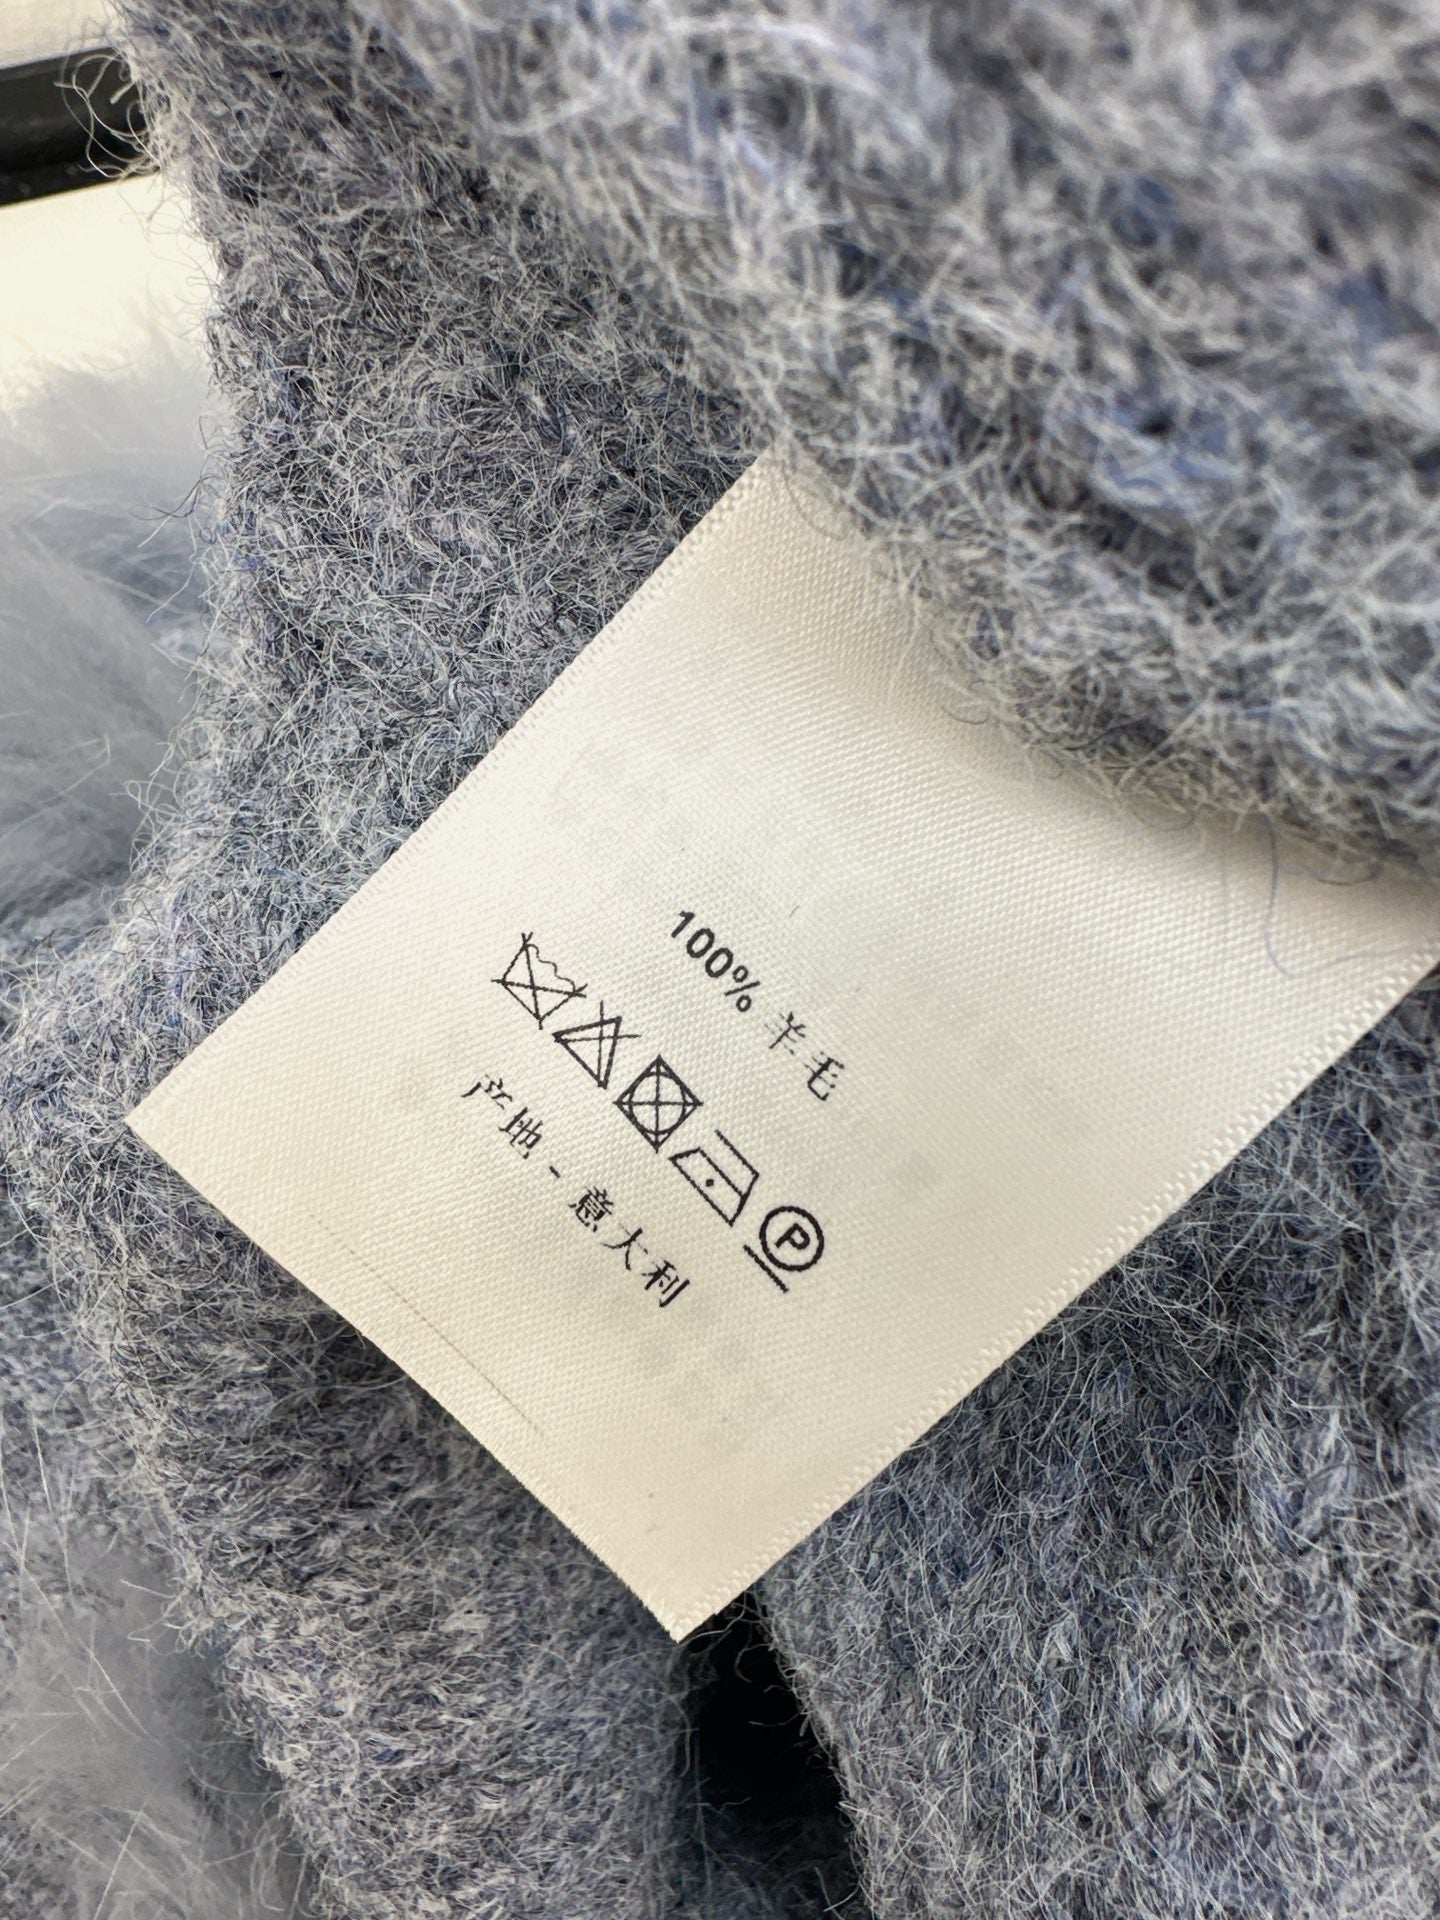 100% 羊毛
P
产地 - 意大利